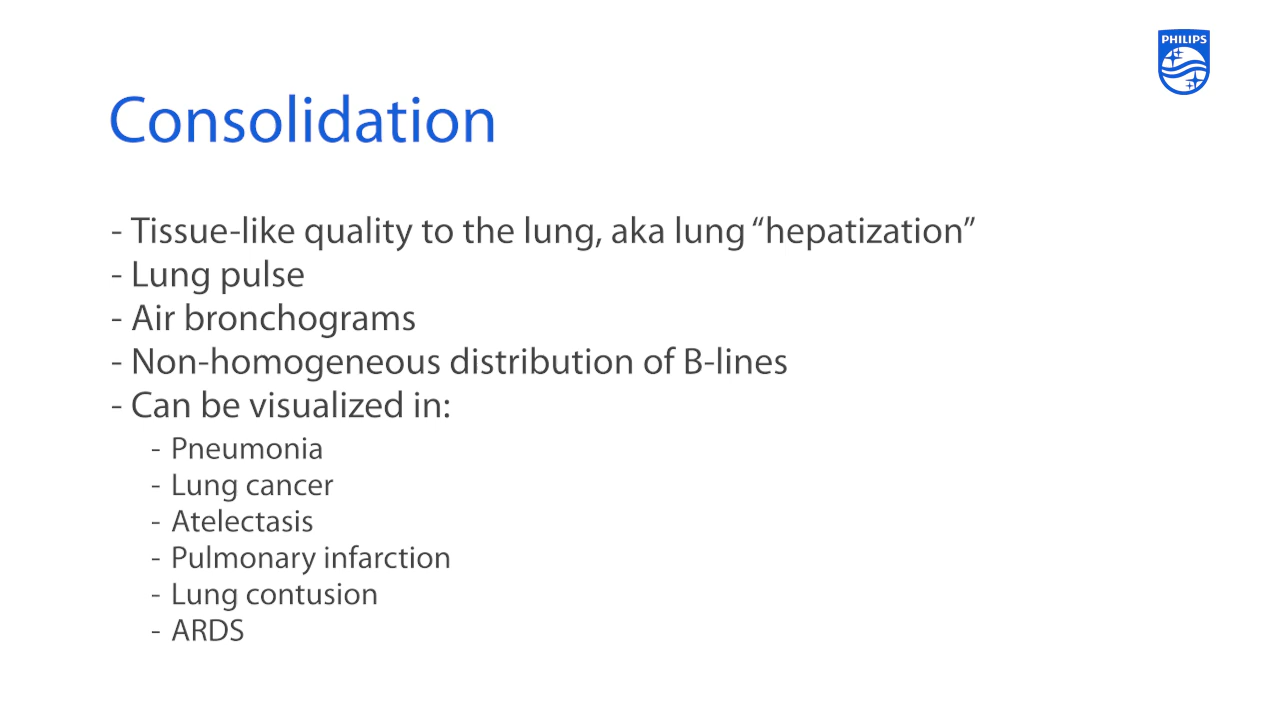 PHILIPS
Consolidation
- Tissue-like quality to the lung, aka lung “hepatization”
- Lung pulse
- Air bronchograms
- Non-homogeneous distribution of B-lines
- Can be visualized in:
- Pneumonia
- Lung cancer
- Atelectasis
- Pulmonary infarction
- Lung contusion
- ARDS